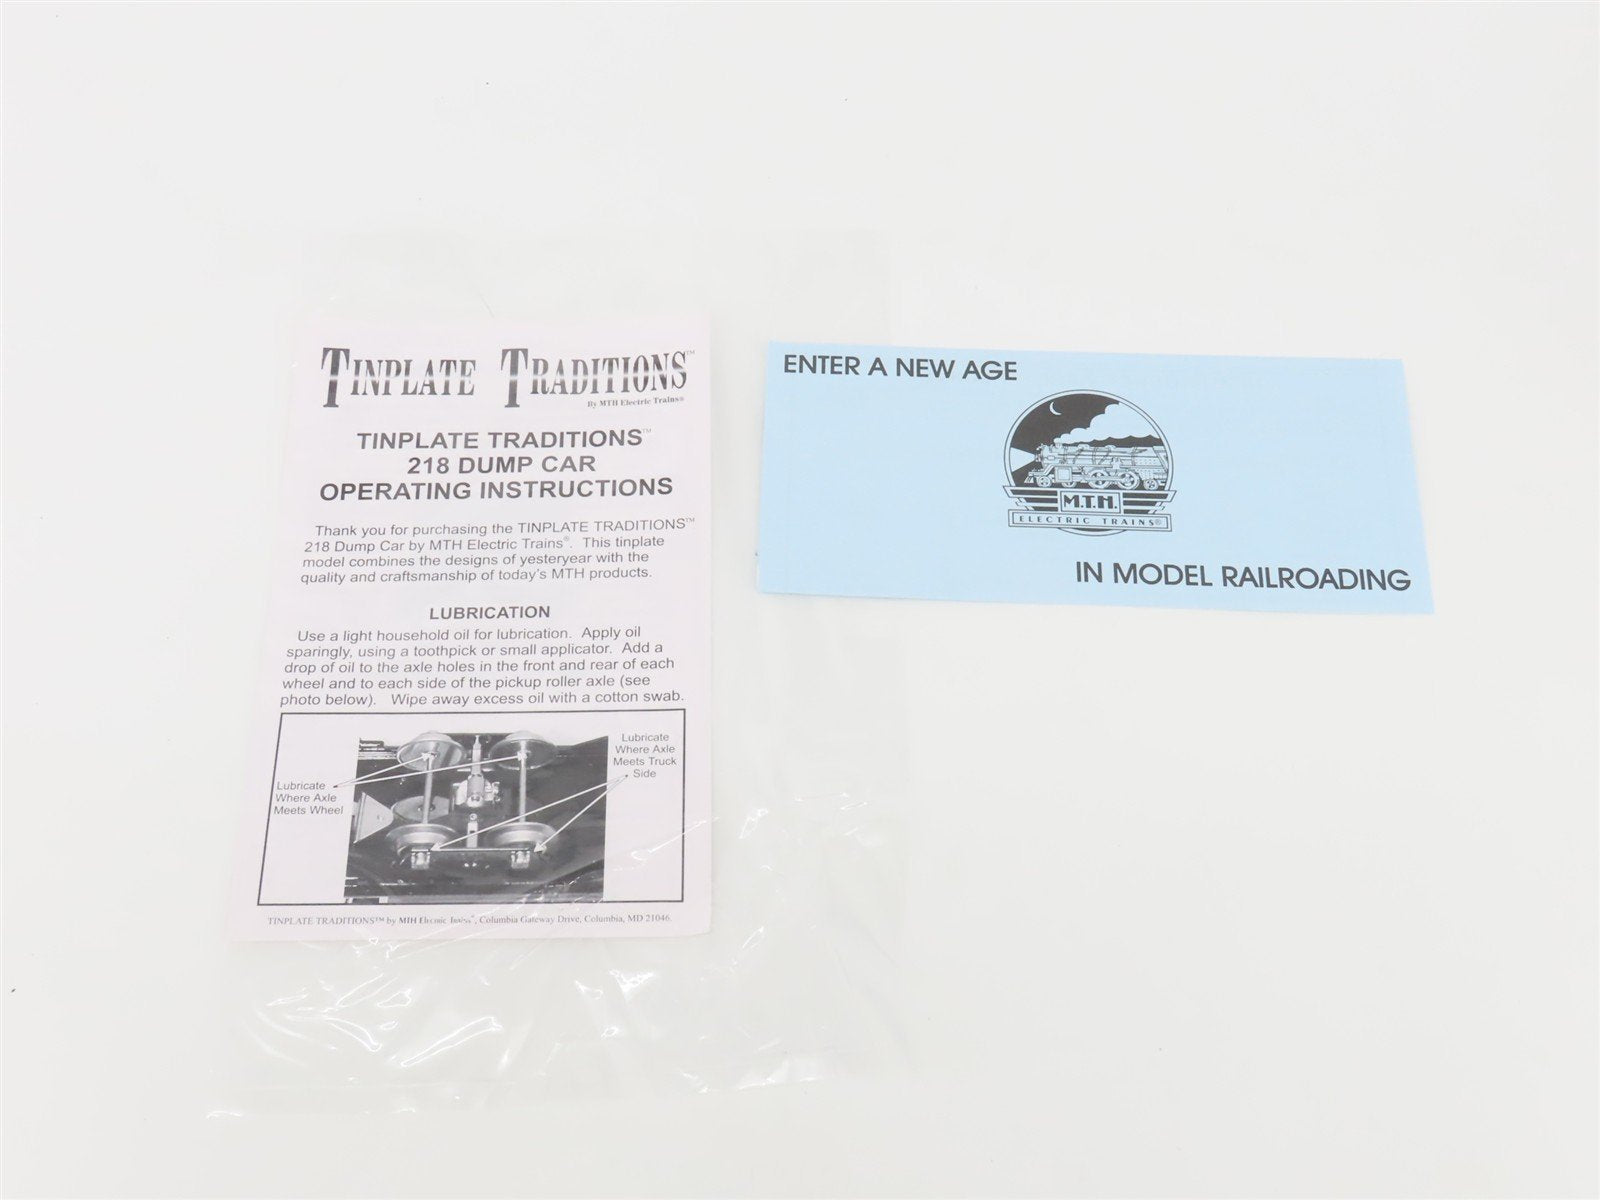 TINPLATE TRADITIONS™
By MTH Electric Trains®
TINPLATE TRADITIONS™
218 DUMP CAR
OPERATING INSTRUCTIONS
Thank you for purchasing the TINPLATE TRADITIONS™
218 Dump Car by MTH Electric Trains®. This tinplate
model combines the designs of yesteryear with the
quality and craftsmanship of today's MTH products.
LUBRICATION
Use a light household oil for lubrication. Apply oil
sparingly, using a toothpick or small applicator. Add a
drop of oil to the axle holes in the front and rear of each
wheel and to each side of the pickup roller axle (see
photo below). Wipe away excess oil with a cotton swab.
Lubricate
Where Axle
Meets Wheel
Lubricate
Where Axle
Meets Truck
Side
TINPLATE TRADITIONS™ by MTH Electric Trains®, Columbia Gateway Drive, Columbia, MD 21046.
ENTER A NEW AGE
M.T.H.
ELECTRIC TRAINS®
IN MODEL RAILROADING